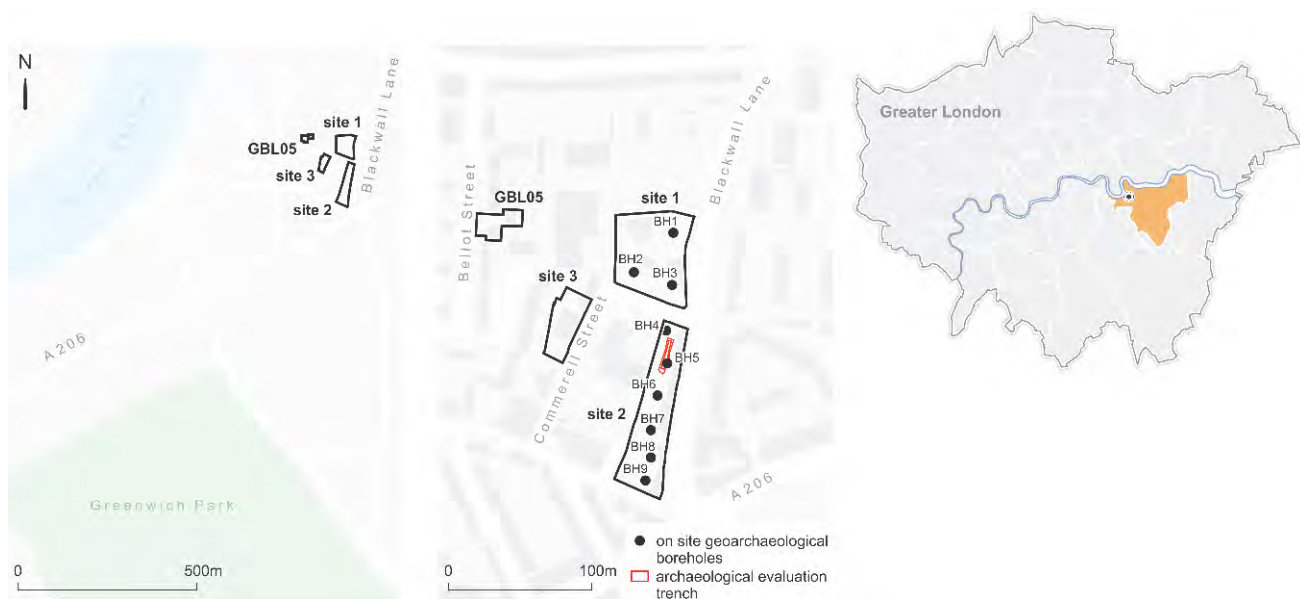 N
Blackwall Lane
site 1
GBL05
site 3
site 2
A 206
Greenwich Park
0
500m
Bellot Street
GBL05
site 1
Blackwall Lane
BH1
BH2
BH3
site 3
Commerell Street
BH4
BH5
BH6
site 2
BH7
BH8
BH9
A 206
on site geoarchaeological
boreholes
archaeological evaluation
trench
0
100m
Greater London